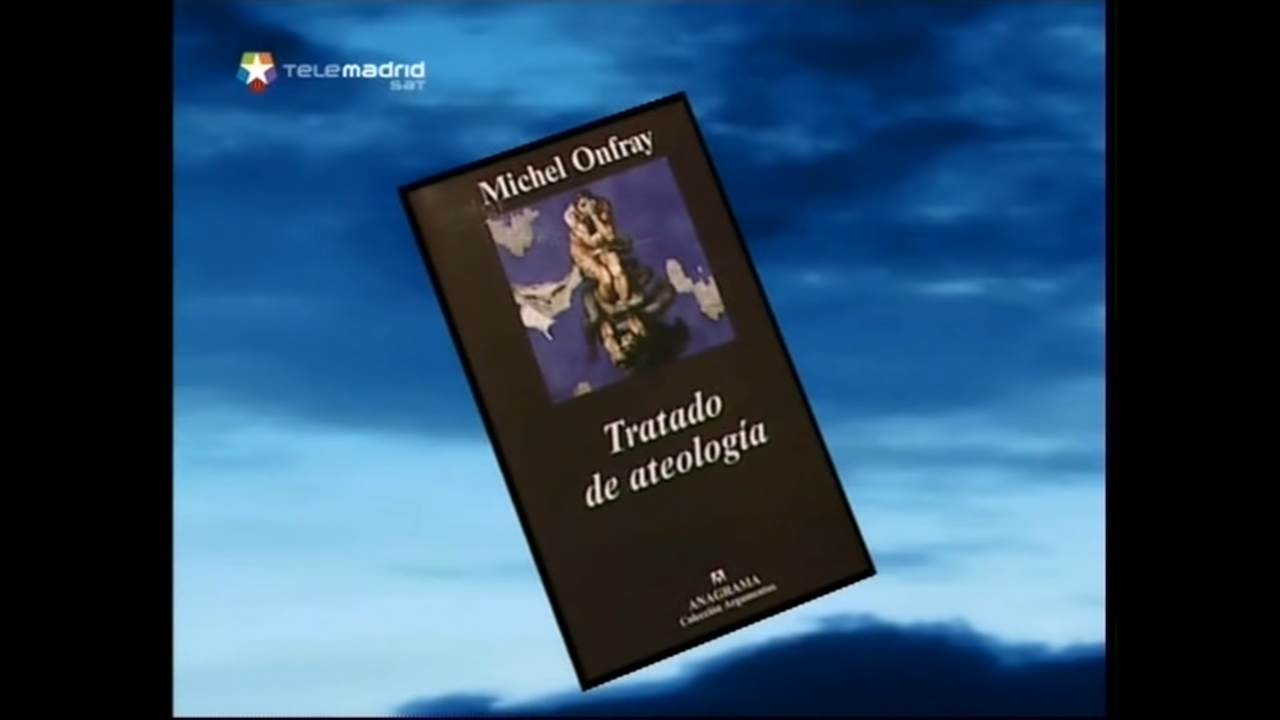 TELEMADRID
SAT
Michel Onfray
Tratado
de ateología
ANAGRAMA
Colección Argumentos